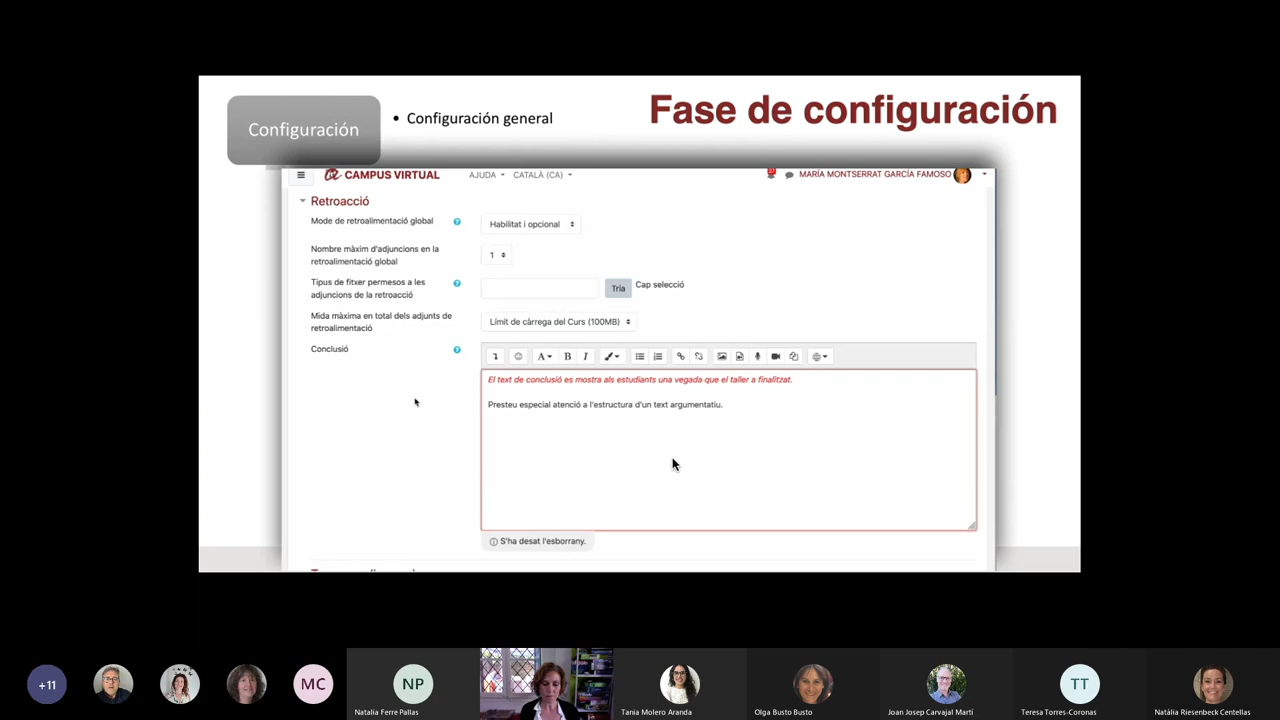 Configuración
• Configuración general
Fase de configuración
CAMPUS VIRTUAL
AJUDA
CATALÀ (CA)
MARÍA MONTSERRAT GARCÍA FAMOSO
Retroacció
Mode de retroalimentació global
Habilitat i opcional
Nombre màxim d'adjuncions en la
retroalimentació global
1
Tipus de fitxer permesos a les
adjuncions de la retroacció
Tria
Cap selecció
Mida màxima en total dels adjunts de
retroalimentació
Límit de càrrega del Curs (100MB)
Conclusió
El text de conclusió es mostra als estudiants una vegada que el taller a finalitzat.
Presteu especial atenció a l'estructura d'un text argumentatiu.
S'ha desat l'esborrany.
+11
MC
NP
TT
Natalia Ferre Pallas
Tania Molero Aranda
Olga Busto Busto
Joan Josep Carvajal Martí
Teresa Torres-Coronas
Natàlia Riesenbeck Centellas